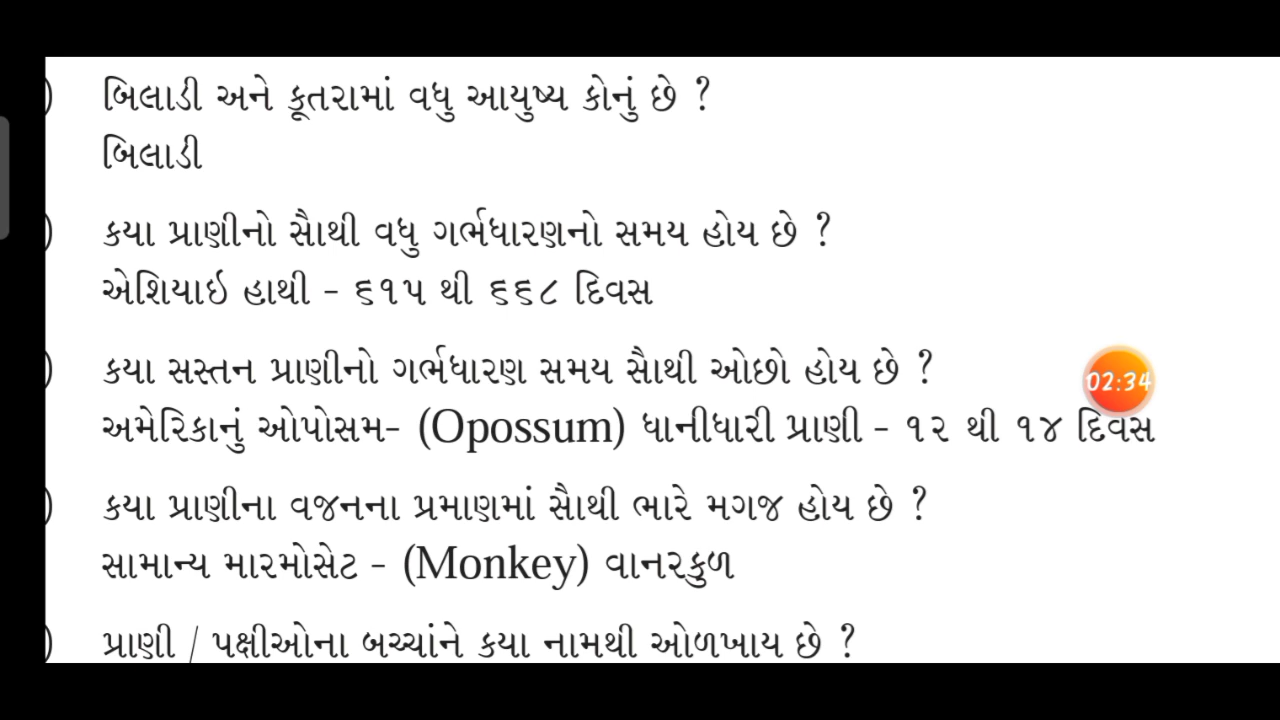 ) બિલાડી અને કૂતરામાં વધુ આયુષ્ય કોનું છે ?
બિલાડી
) કયા પ્રાણીનો સૌથી વધુ ગર્ભધારણનો સમય હોય છે ?
એશિયાઇ હાથી - ૬૧૫ થી ૬૬૮ દિવસ
) કયા સસ્તન પ્રાણીનો ગર્ભધારણ સમય સૌથી ઓછો હોય છે ?
02:34
અમેરિકાનું ઓપોસમ- (Opossum) ધાનીધારી પ્રાણી - ૧૨ થી ૧૪ દિવસ
) કયા પ્રાણીના વજનના પ્રમાણમાં સૌથી ભારે મગજ હોય છે ?
સામાન્ય મારમોસેટ - (Monkey) વાનરકુળ
) પ્રાણી / પક્ષીઓના બચ્ચાંને કયા નામથી ઓળખાય છે ?